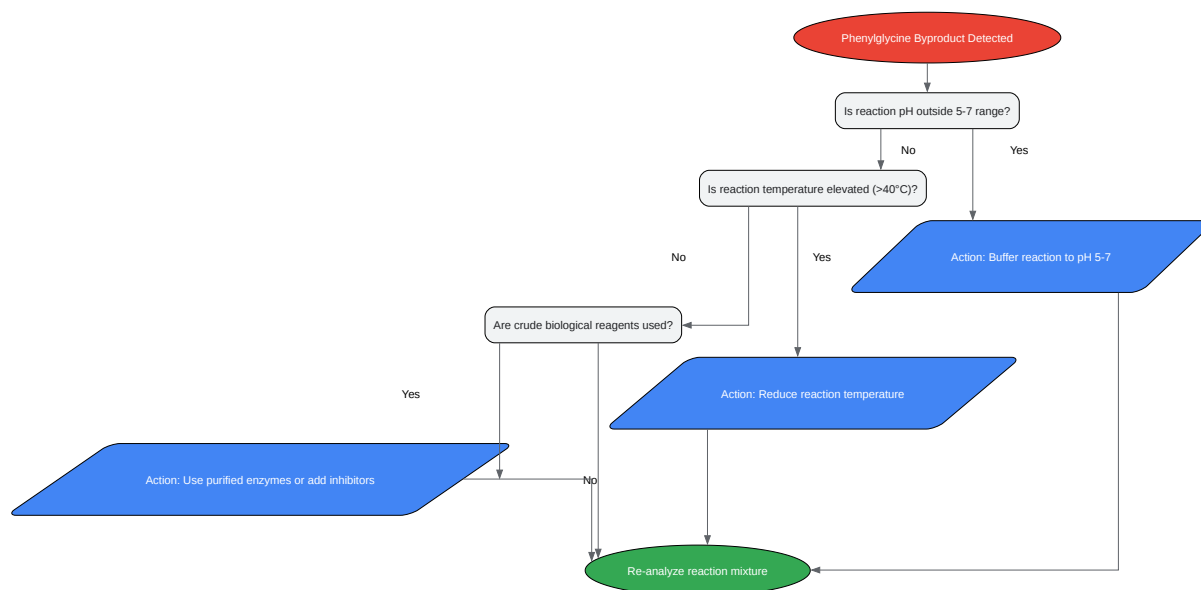 Phenylglycine Byproduct Detected
Is reaction pH outside 5-7 range?
No
Yes
Is reaction temperature elevated (>40°C)?
No
Yes
Action: Buffer reaction to pH 5-7
Are crude biological reagents used?
Yes
Action: Reduce reaction temperature
Action: Use purified enzymes or add inhibitors
No
Re-analyze reaction mixture